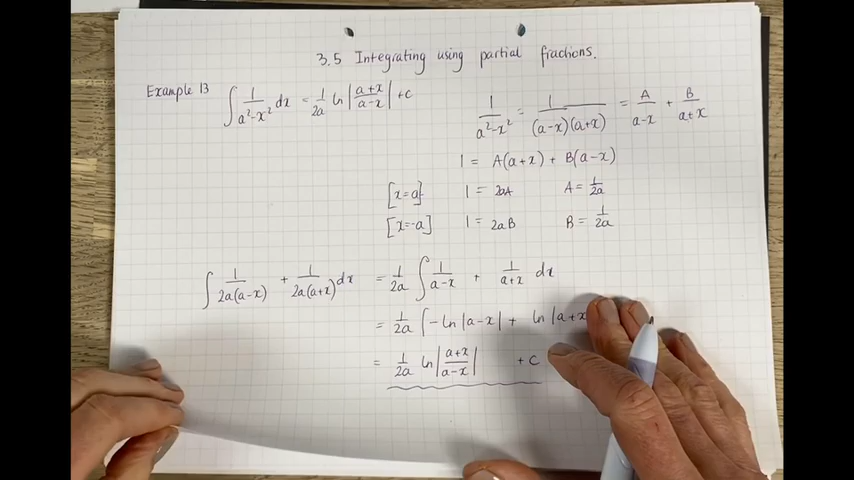 3.5 Integrating using partial fractions.
Example 13 ∫ 1/(a²-x²) dx = 1/2a ln |(a+x)/(a-x)| + c
1/(a²-x²) = 1/((a-x)(a+x)) = A/(a-x) + B/(a+x)
1 = A(a+x) + B(a-x)
[x=a] 1 = 2aA A = 1/2a
[x=-a] 1 = 2aB B = 1/2a
∫ 1/(2a(a-x)) + 1/(2a(a+x)) dx = 1/2a ∫ 1/(a-x) + 1/(a+x) dx
= 1/2a [-ln |a-x| + ln |a+x
= 1/2a ln |(a+x)/(a-x)| + c